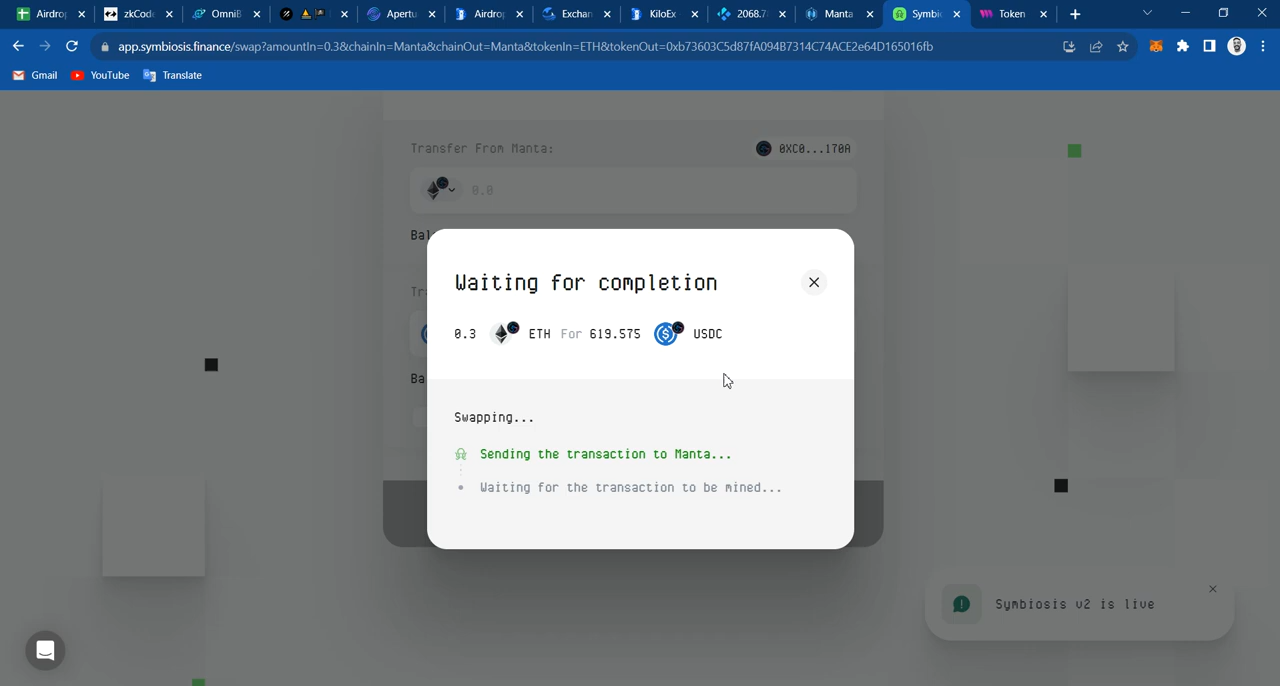 Airdrop
zkCod
OmniB
Apertu
Airdrop
Exchan
KiloEx
2068.7
Manta
Symbi
Token
app.symbiosis.finance/swap?amountIn=0.3&chainIn=Manta&chainOut=Manta&tokenIn=ETH&tokenOut=0xb73603C5d87fA094B7314C74ACE2e64D165016fb
Gmail
YouTube
Translate
Transfer From Manta:
0XC0...170A
0.0
Bal
Waiting for completion
0.3 ETH For 619.575 USDC
Tr
Ba
Swapping...
Sending the transaction to Manta...
Waiting for the transaction to be mined...
Symbiosis v2 is live